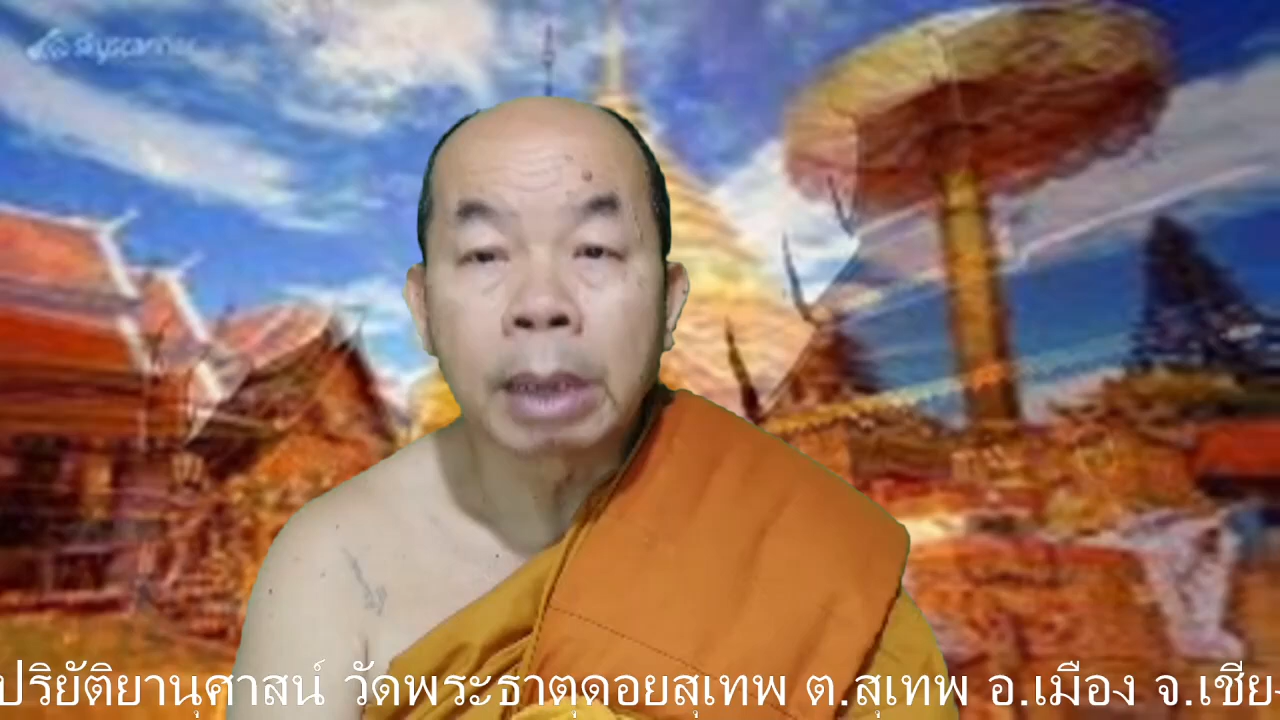 skyscanner
ปริยัติยานุศาสน์ วัดพระธาตุดอยสุเทพ ต.สุเทพ อ.เมือง จ.เชีย